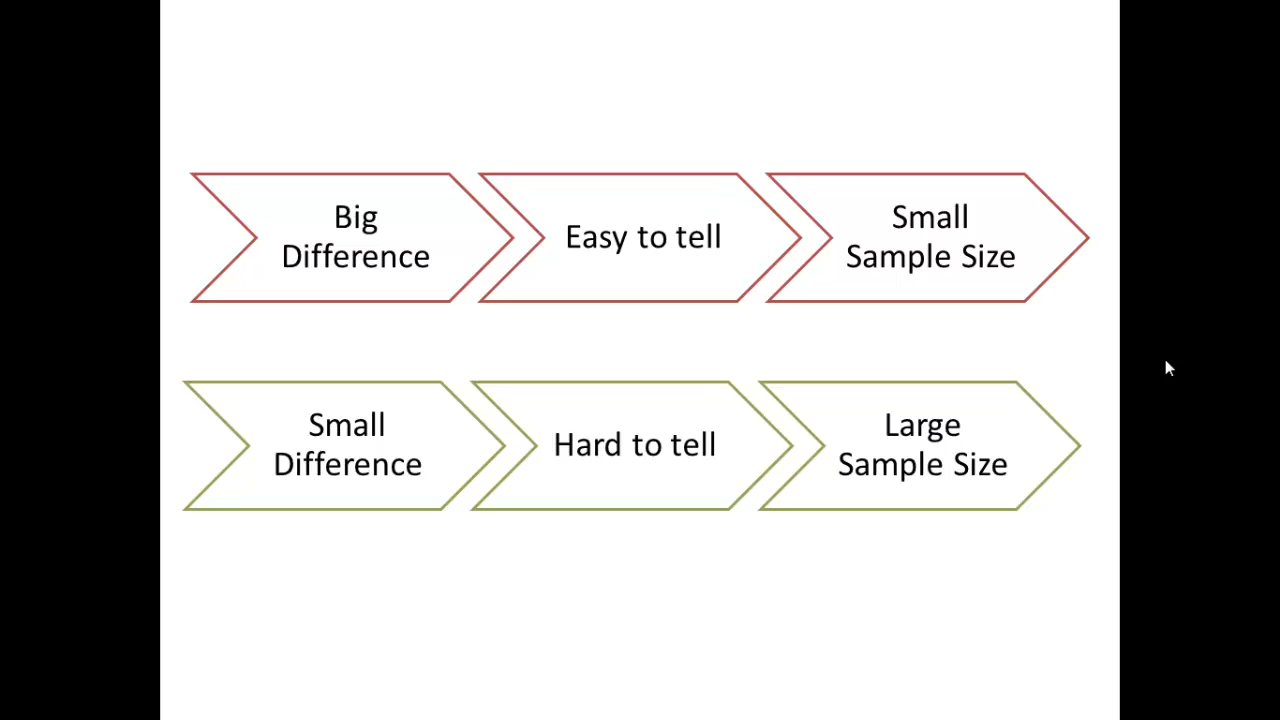 Big
Difference
Easy to tell
Small
Sample Size
Small
Difference
Hard to tell
Large
Sample Size